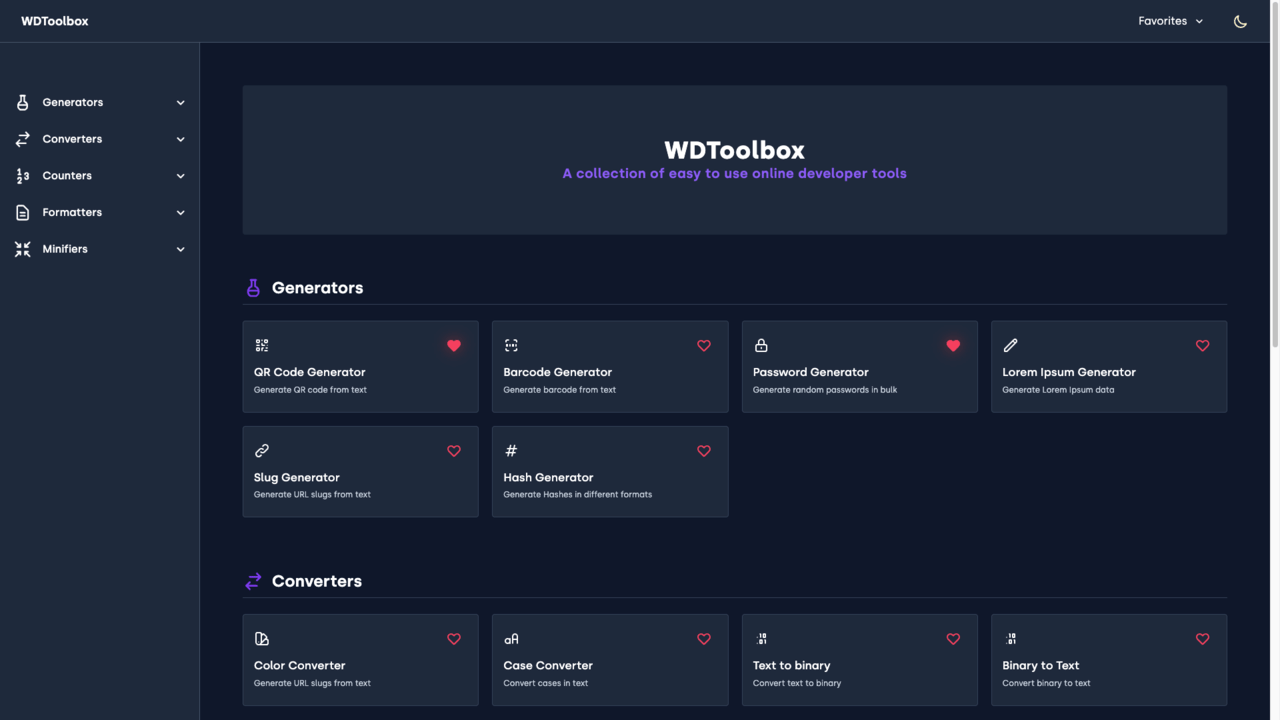 WDToolbox
Favorites
Generators
Converters
Counters
Formatters
Minifiers
WDToolbox
A collection of easy to use online developer tools
Generators
QR Code Generator
Generate QR code from text
Barcode Generator
Generate barcode from text
Password Generator
Generate random passwords in bulk
Lorem Ipsum Generator
Generate Lorem Ipsum data
Slug Generator
Generate URL slugs from text
Hash Generator
Generate Hashes in different formats
Converters
Color Converter
Generate URL slugs from text
Case Converter
Convert cases in text
Text to binary
Convert text to binary
Binary to Text
Convert binary to text